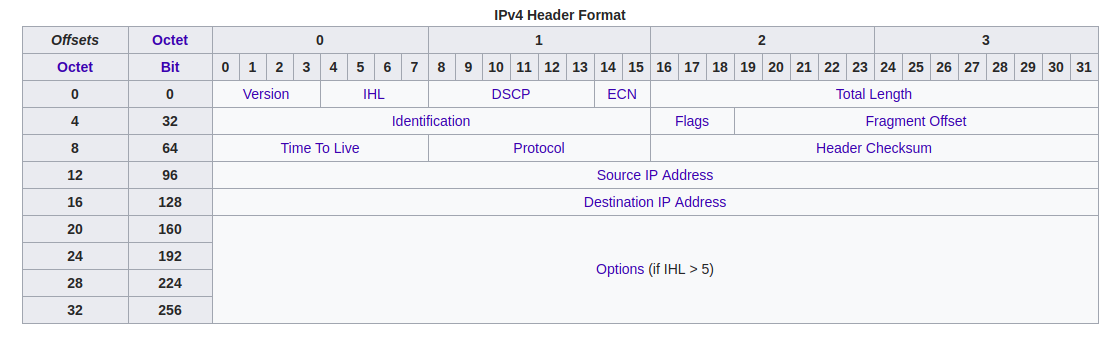 IPv4 Header Format
Offsets Octet 0 1 2 3
Octet Bit 0 1 2 3 4 5 6 7 8 9 10 11 12 13 14 15 16 17 18 19 20 21 22 23 24 25 26 27 28 29 30 31
0 0 Version IHL DSCP ECN Total Length
4 32 Identification Flags Fragment Offset
8 64 Time To Live Protocol Header Checksum
12 96 Source IP Address
16 128 Destination IP Address
20 160
24 192
Options (if IHL > 5)
28 224
32 256